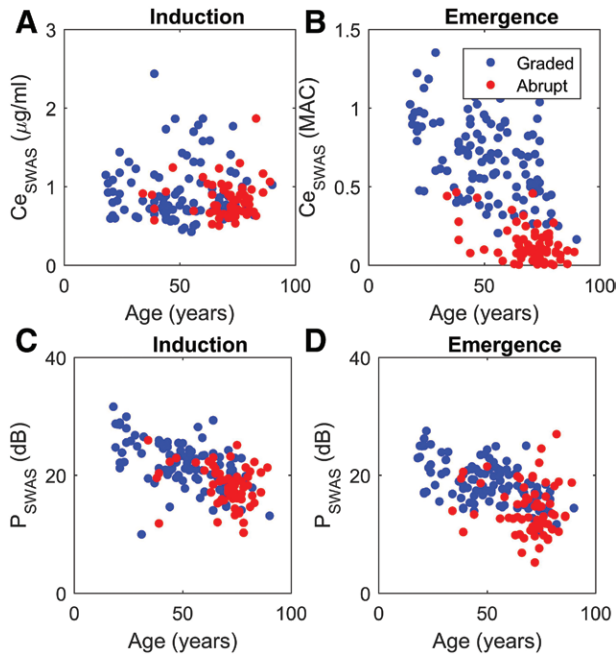 A
Induction
Ce_SWAS (μg/ml)
3
2
1
0
0
50
100
Age (years)
B
Emergence
Graded
Abrupt
Ce_SWAS (MAC)
1.5
1
0.5
0
0
50
100
Age (years)
C
Induction
P_SWAS (dB)
40
20
0
0
50
100
Age (years)
D
Emergence
P_SWAS (dB)
40
20
0
0
50
100
Age (years)